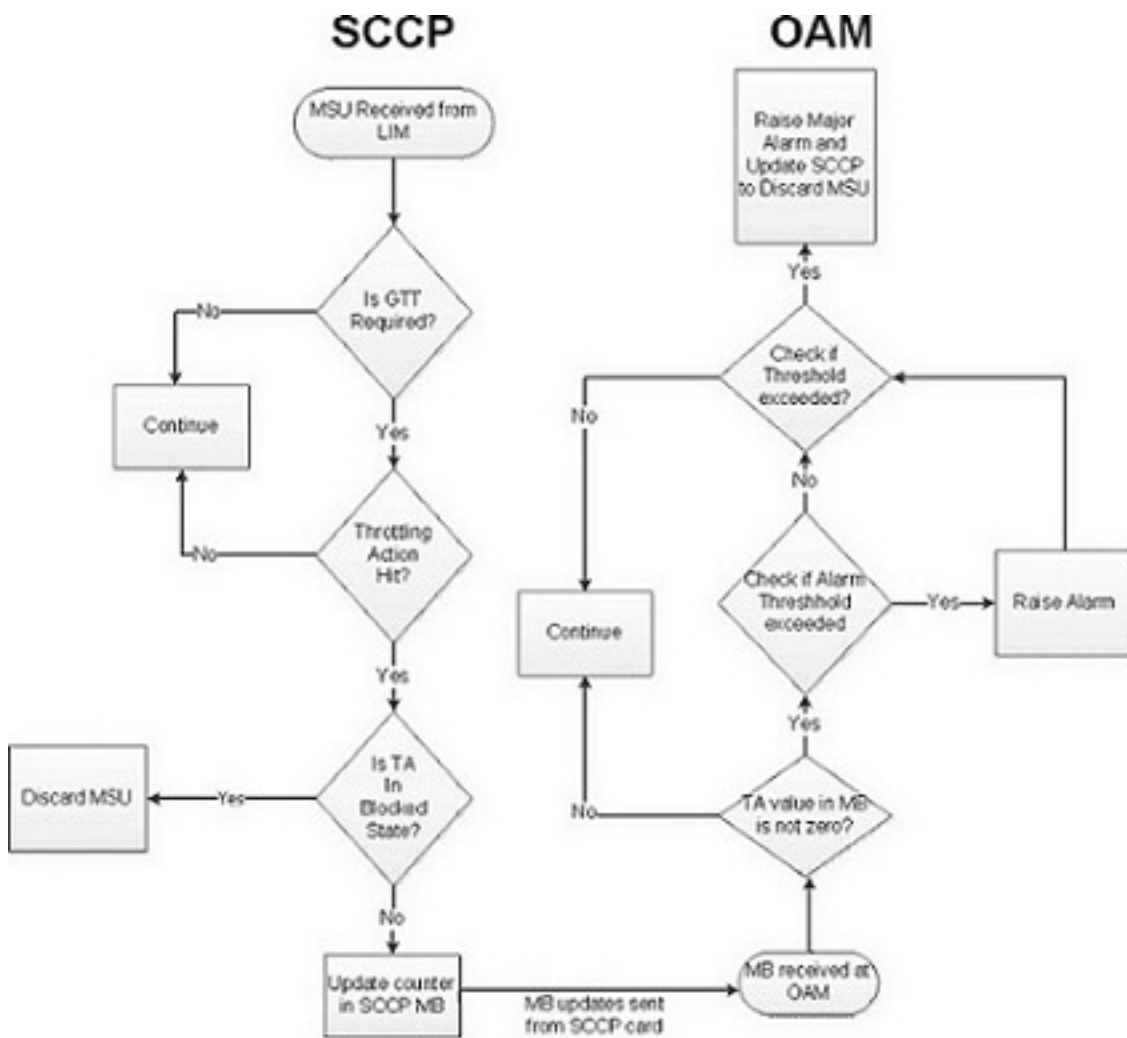 SCCP
OAM
MSU Received from
LIM
Is GTT
Required?
No
Continue
Yes
Throttling
Action
Hit?
No
Yes
Is TA
In
Blocked
State?
Yes
Discard MSU
No
Update counter
in SCCP MB
MB updates sent
from SCCP card
MB received at
OAM
TA value in MB
is not zero?
No
Yes
Check if Alarm
Threshhold
exceeded
Yes
Raise Alarm
No
Check if
Threshold
exceeded?
No
Continue
Yes
Raise Major
Alarm and
Update SCCP
to Discard MSU